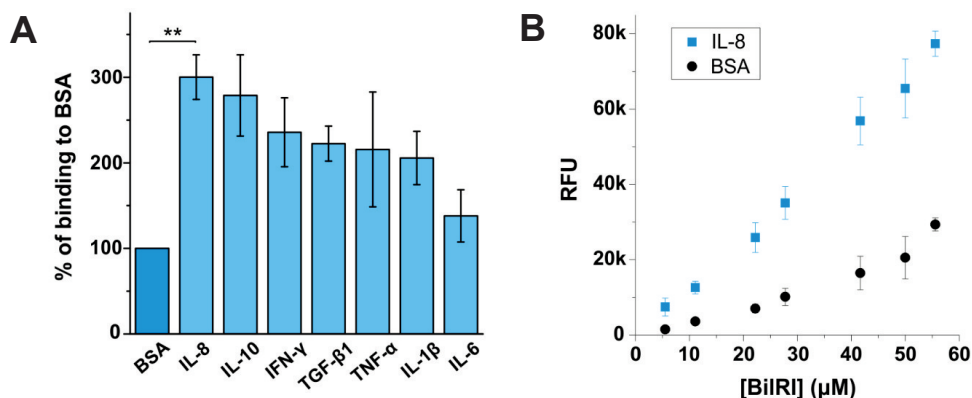 A
% of binding to BSA
300
200
100
0
**
BSA
IL-8
IL-10
IFN-γ
TGF-β1
TNF-α
IL-1β
IL-6
B
RFU
80k
60k
40k
20k
0
IL-8
BSA
0 10 20 30 40 50 60
[BilRI] (µM)